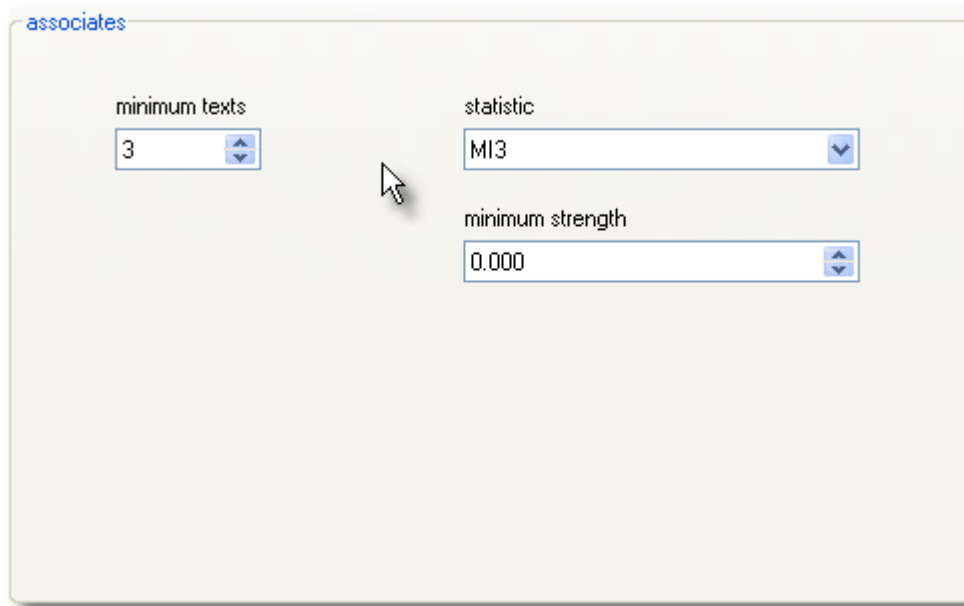 associates
minimum texts
3
statistic
MI3
minimum strength
0.000